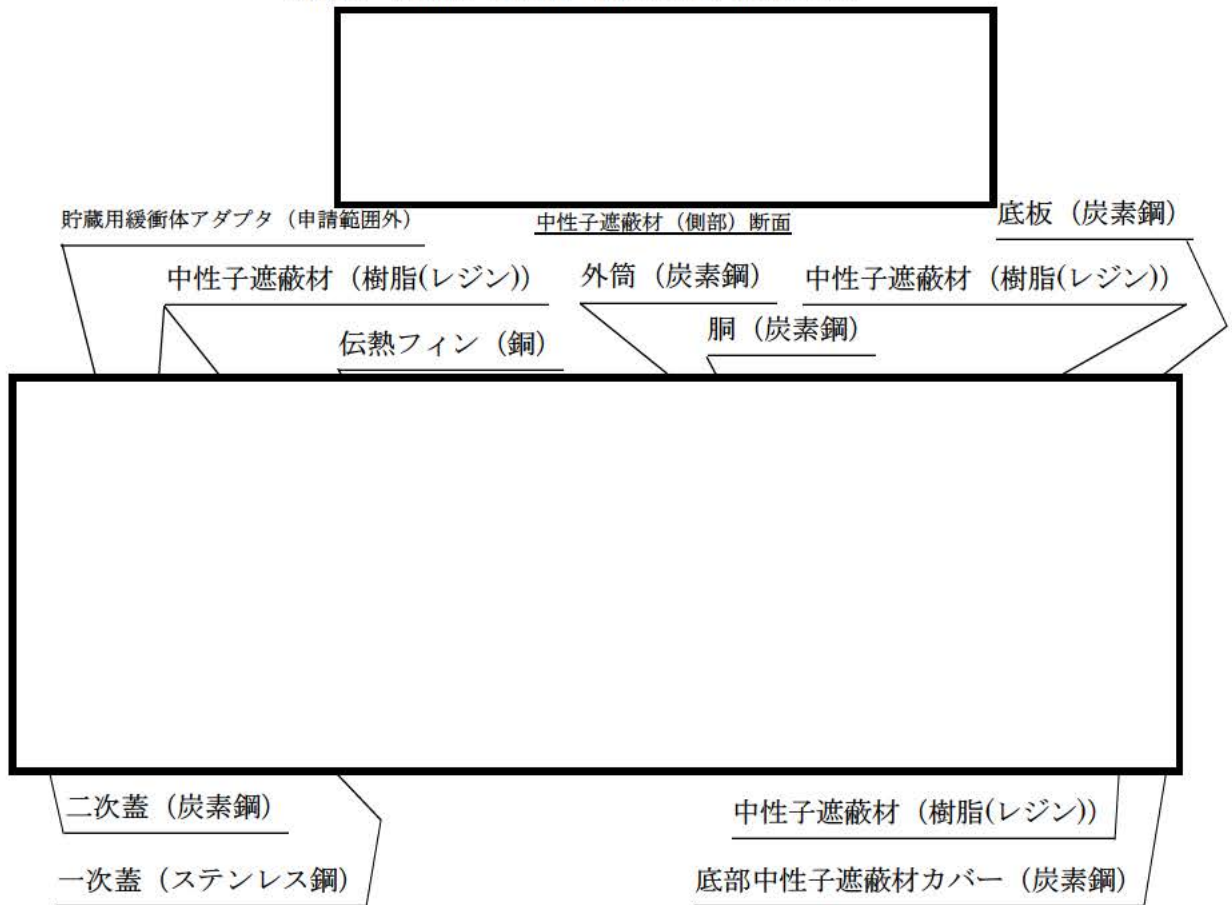 貯蔵用緩衝体アダプタ（申請範囲外）
中性子遮蔽材（側部）断面
底板（炭素鋼）
中性子遮蔽材（樹脂(レジン)）
外筒（炭素鋼）
中性子遮蔽材（樹脂(レジン)）
伝熱フィン（銅）
胴（炭素鋼）
二次蓋（炭素鋼）
中性子遮蔽材（樹脂(レジン)）
一次蓋（ステンレス鋼）
底部中性子遮蔽材カバー（炭素鋼）